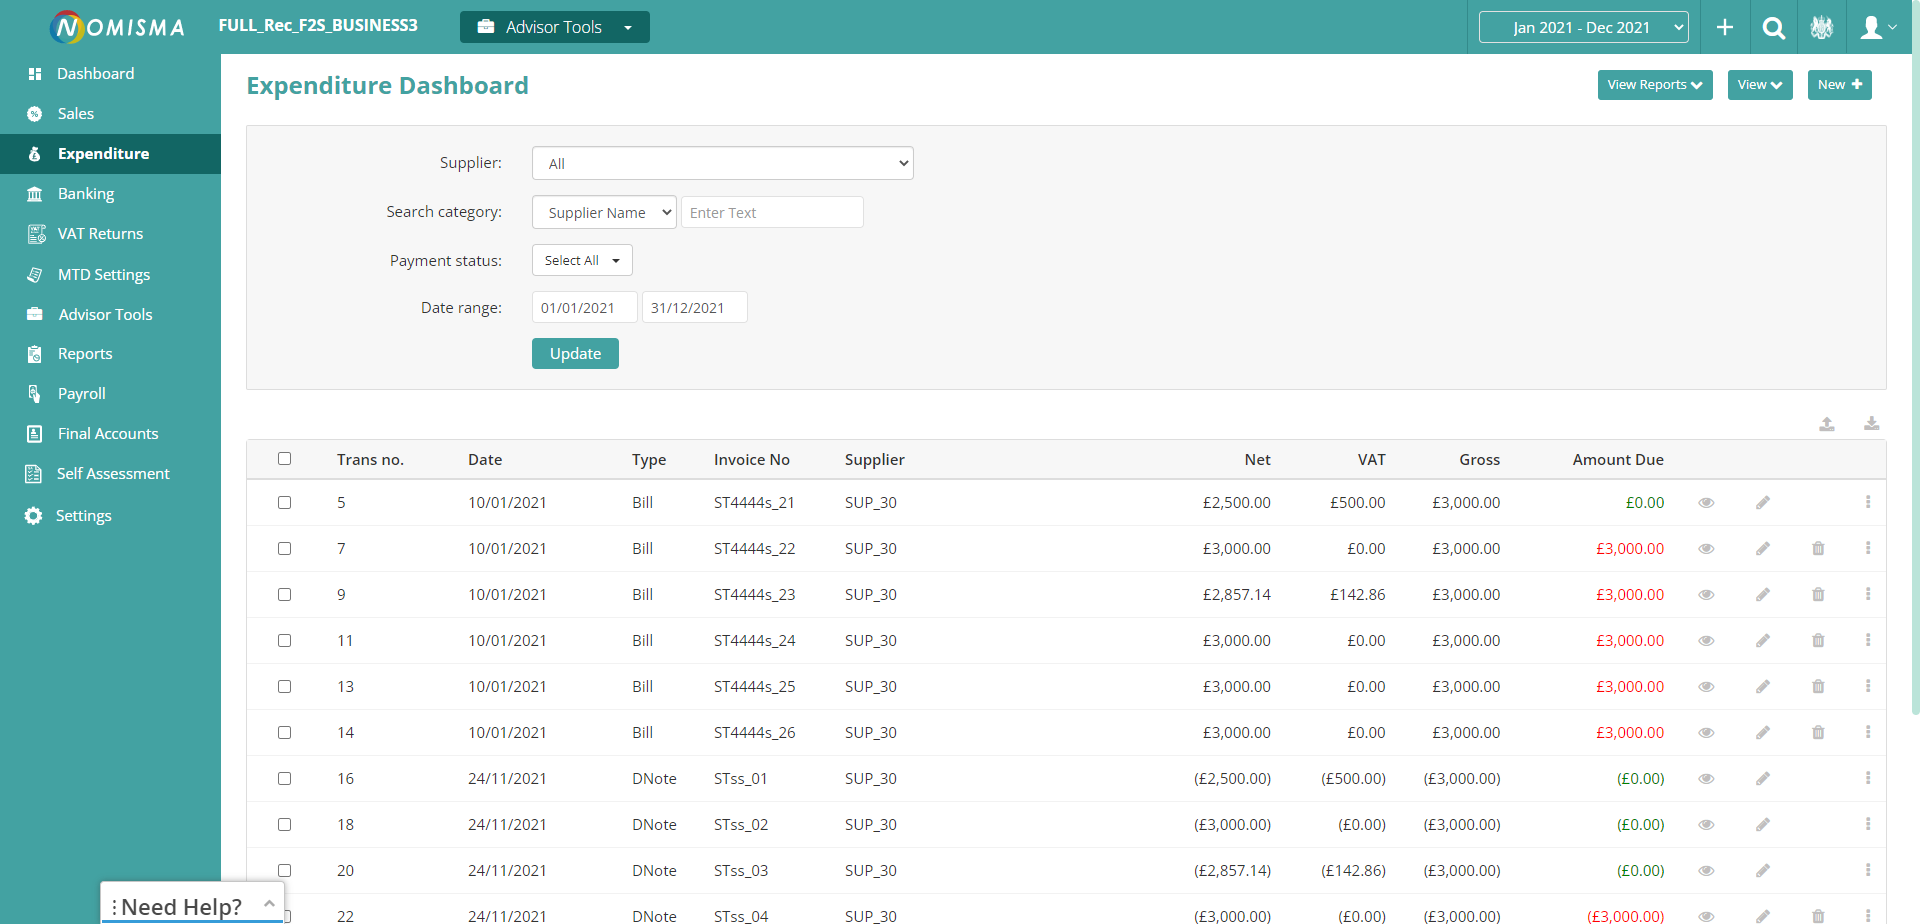 NOMISMA FULL_Rec_F2S_BUSINESS3 Advisor Tools Jan 2021 - Dec 2021
Dashboard
Sales
Expenditure
Banking
VAT Returns
MTD Settings
Advisor Tools
Reports
Payroll
Final Accounts
Self Assessment
Settings
Expenditure Dashboard View Reports View New
Supplier: All
Search category: Supplier Name Enter Text
Payment status: Select All
Date range: 01/01/2021 31/12/2021
Update
Trans no. Date Type Invoice No Supplier Net VAT Gross Amount Due
5 10/01/2021 Bill ST4444s_21 SUP_30 £2,500.00 £500.00 £3,000.00 £0.00
7 10/01/2021 Bill ST4444s_22 SUP_30 £3,000.00 £0.00 £3,000.00 £3,000.00
9 10/01/2021 Bill ST4444s_23 SUP_30 £2,857.14 £142.86 £3,000.00 £3,000.00
11 10/01/2021 Bill ST4444s_24 SUP_30 £3,000.00 £0.00 £3,000.00 £3,000.00
13 10/01/2021 Bill ST4444s_25 SUP_30 £3,000.00 £0.00 £3,000.00 £3,000.00
14 10/01/2021 Bill ST4444s_26 SUP_30 £3,000.00 £0.00 £3,000.00 £3,000.00
16 24/11/2021 DNote STss_01 SUP_30 (£2,500.00) (£500.00) (£3,000.00) (£0.00)
18 24/11/2021 DNote STss_02 SUP_30 (£3,000.00) (£0.00) (£3,000.00) (£0.00)
20 24/11/2021 DNote STss_03 SUP_30 (£2,857.14) (£142.86) (£3,000.00) (£0.00)
22 24/11/2021 DNote STss_04 SUP_30 (£3,000.00) (£0.00) (£3,000.00) (£3,000.00)
Need Help?